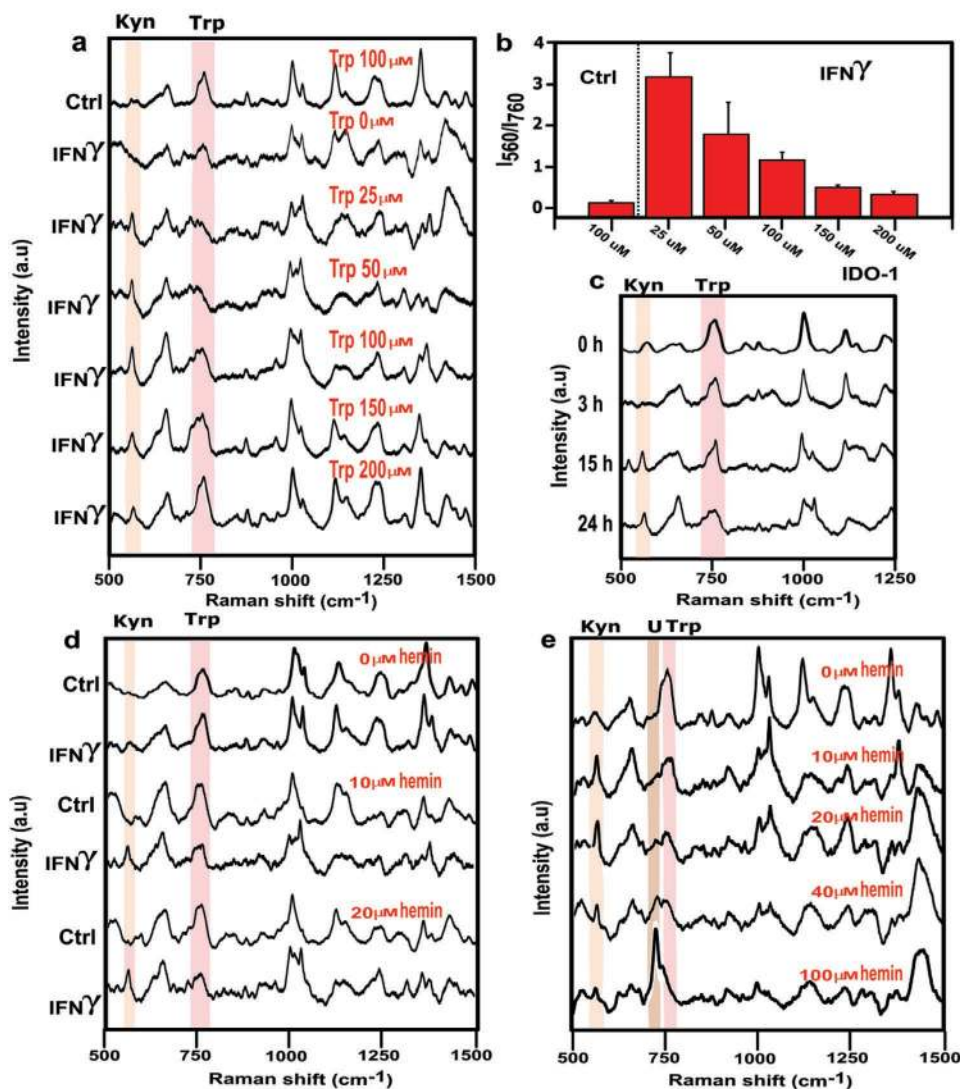 Kyn Trp
a
Trp 100 μM
Ctrl
Trp 0μM
IFNγ
Trp 25μM
IFNγ
Trp 50μM
IFNγ
Trp 100μM
IFNγ
Trp 150μM
IFNγ
Trp 200μM
IFNγ
Intensity (a.u)
500 750 1000 1250 1500
Raman shift (cm-1)
b
Ctrl IFNγ
I560/I760
4
3
2
1
0
100 uM 25 uM 50 uM 100 uM 150 uM 200 uM
IDO-1
c
Kyn Trp
0 h
3 h
15 h
24 h
Intensity (a.u)
500 750 1000 1250
Raman shift (cm-1)
d
Kyn Trp
0μM hemin
Ctrl
IFNγ
10μM hemin
Ctrl
IFNγ
20μM hemin
Ctrl
IFNγ
Intensity (a.u)
500 750 1000 1250 1500
Raman shift (cm-1)
e
Kyn U Trp
0μM hemin
10μM hemin
20μM hemin
40μM hemin
100μM hemin
Intensity (a.u)
500 750 1000 1250 1500
Raman shift (cm-1)